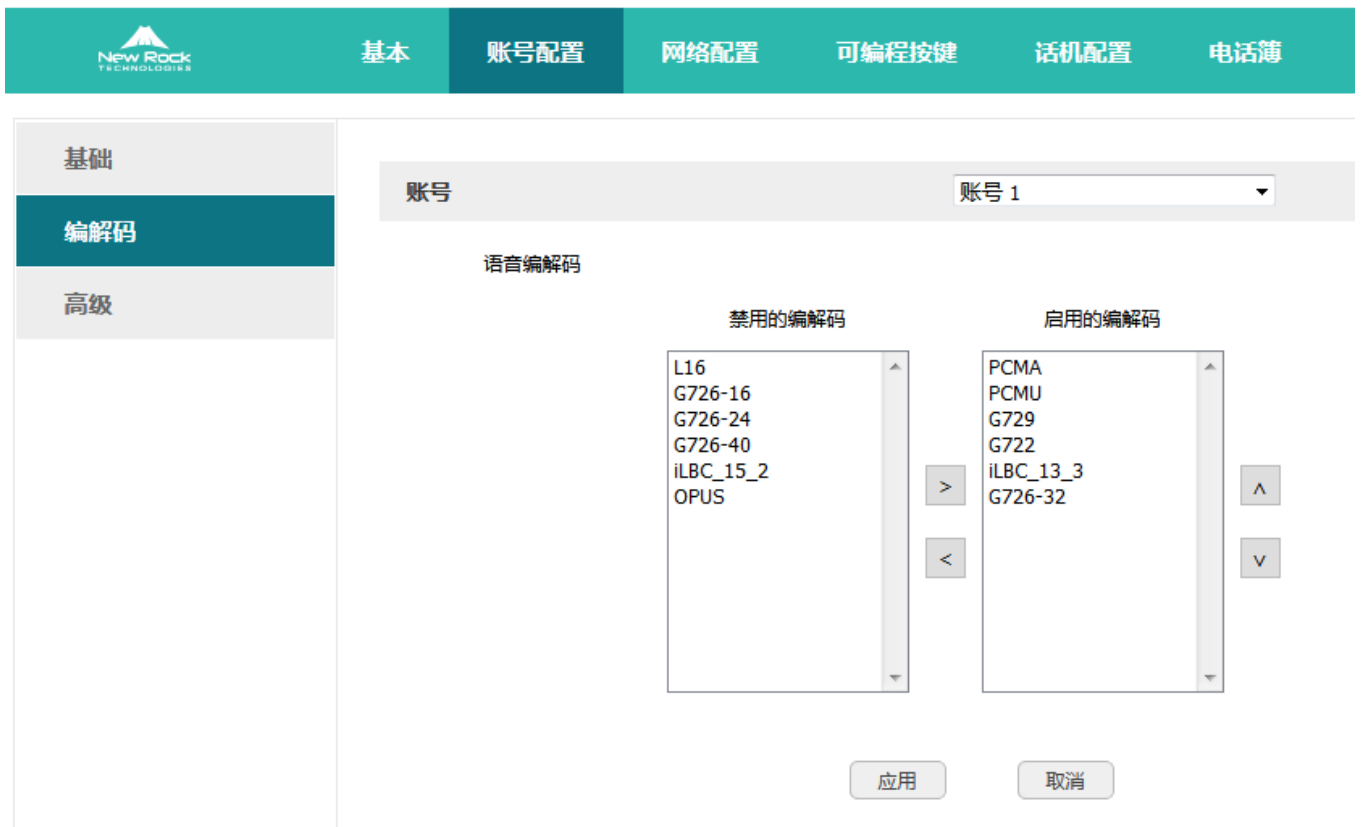 New Rock
TECHNOLOGIES
基本 账号配置 网络配置 可编程按键 话机配置 电话薄
基础
编解码
高级
账号 账号 1
语音编解码
禁用的编解码 启用的编解码
L16 PCMA
G726-16 PCMU
G726-24 G729
G726-40 G722
iLBC_15_2 iLBC_13_3
OPUS G726-32
> ʌ
< v
应用 取消